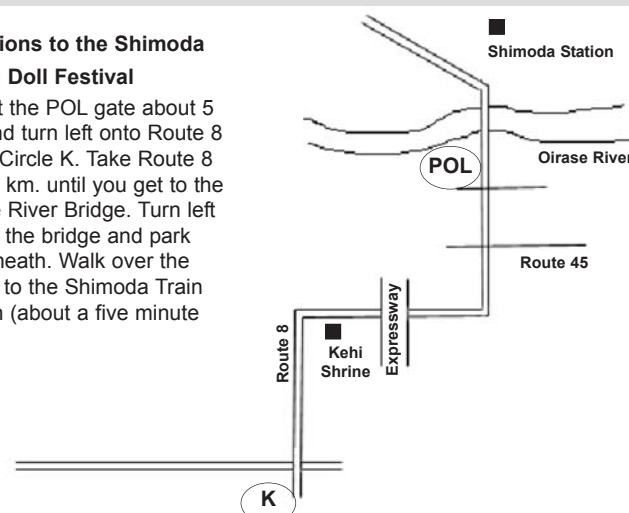 ions to the Shimoda
Doll Festival
t the POL gate about 5
nd turn left onto Route 8
Circle K. Take Route 8
km. until you get to the
e River Bridge. Turn left
the bridge and park
neath. Walk over the
to the Shimoda Train
n (about a five minute
Shimoda Station
POL
Oirase River
Route 45
Route 8
Kehi
Shrine
Expressway
K